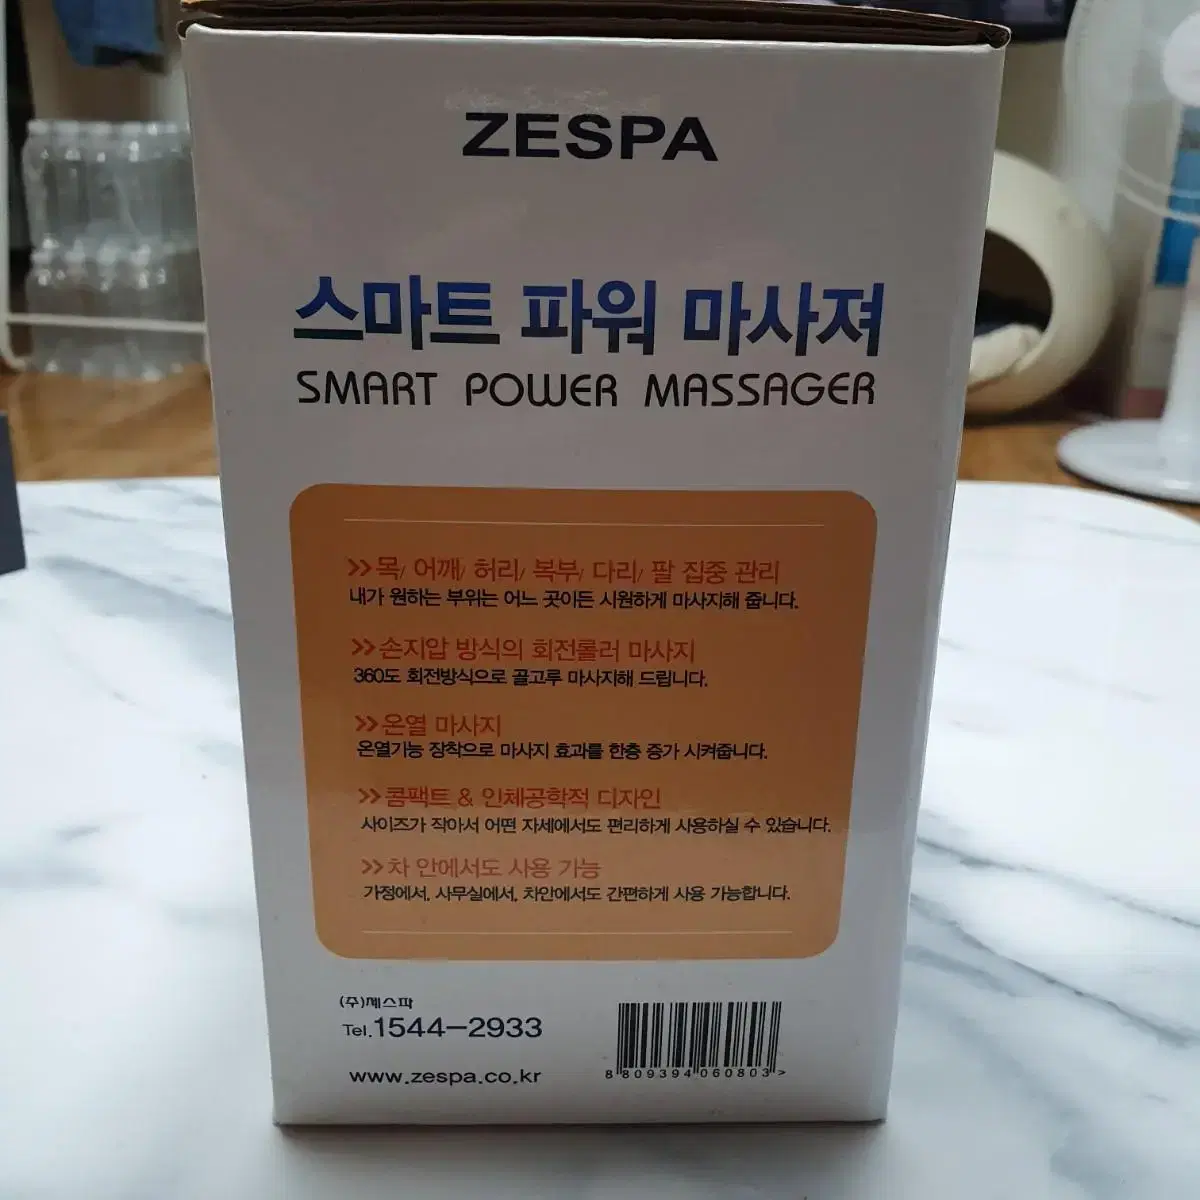 ZESPA
스마트 파워 마사져
SMART POWER MASSAGER
>> 목/ 어깨/ 허리/ 복부/ 다리/ 팔 집중 관리
내가 원하는 부위는 어느 곳이든 시원하게 마사지해 줍니다.
>> 손지압 방식의 회전롤러 마사지
360도 회전방식으로 골고루 마사지해 드립니다.
>> 온열 마사지
온열기능 장착으로 마사지 효과를 한층 증가 시켜줍니다.
>> 콤팩트 & 인체공학적 디자인
사이즈가 작아서 어떤 자세에서도 편리하게 사용하실 수 있습니다.
>> 차 안에서도 사용 가능
가정에서, 사무실에서, 차안에서도 간편하게 사용 가능합니다.
(주)제스파
Tel.1544-2933
www.zespa.co.kr
8 809394 060803 >